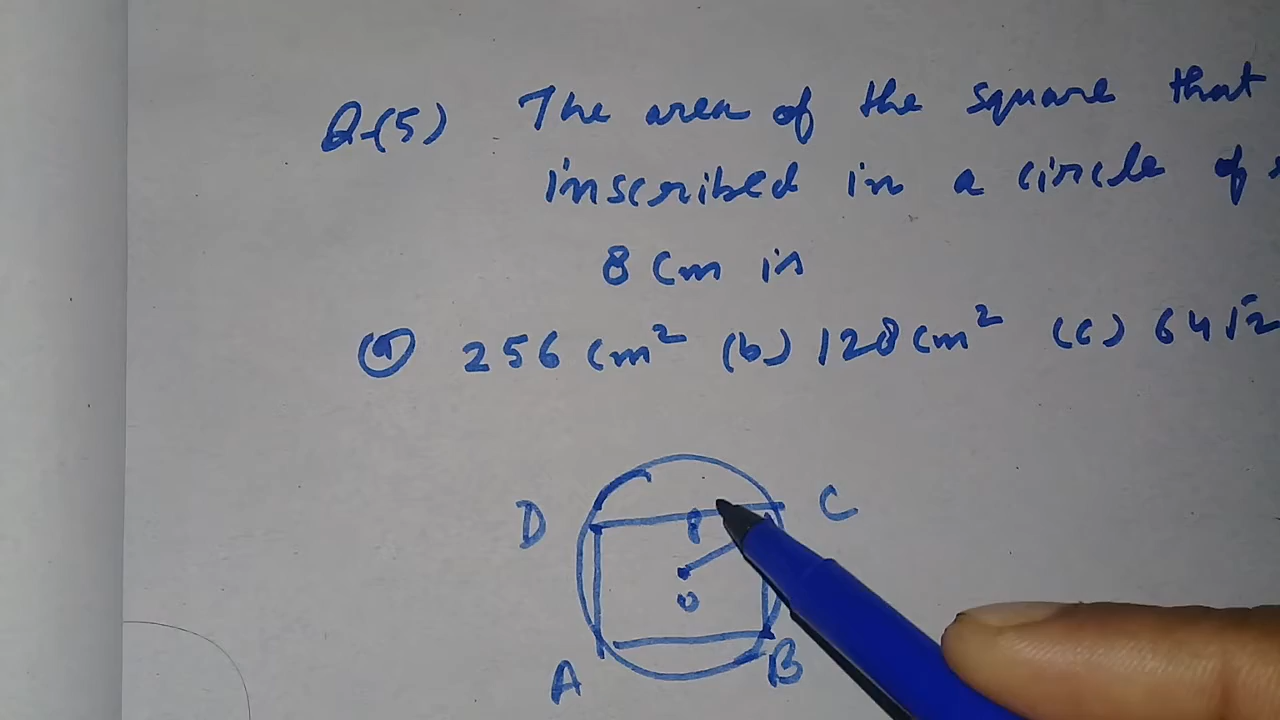 Q-(5) The area of the square that
inscribed in a circle of
8 cm is
(a) 256 cm² (b) 128 cm² (c) 64√2
D C
8
O
A B